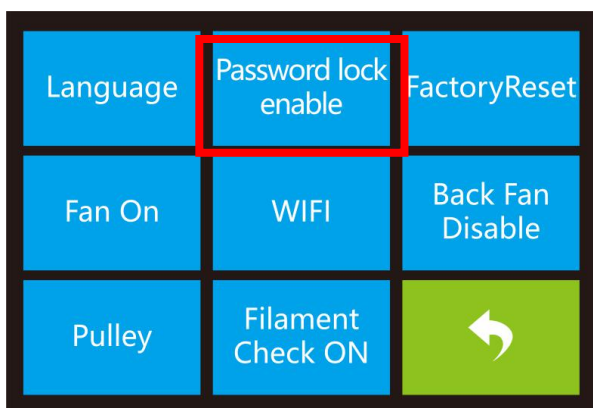 Language
Password lock
enable
FactoryReset
Fan On
WIFI
Back Fan
Disable
Pulley
Filament
Check ON